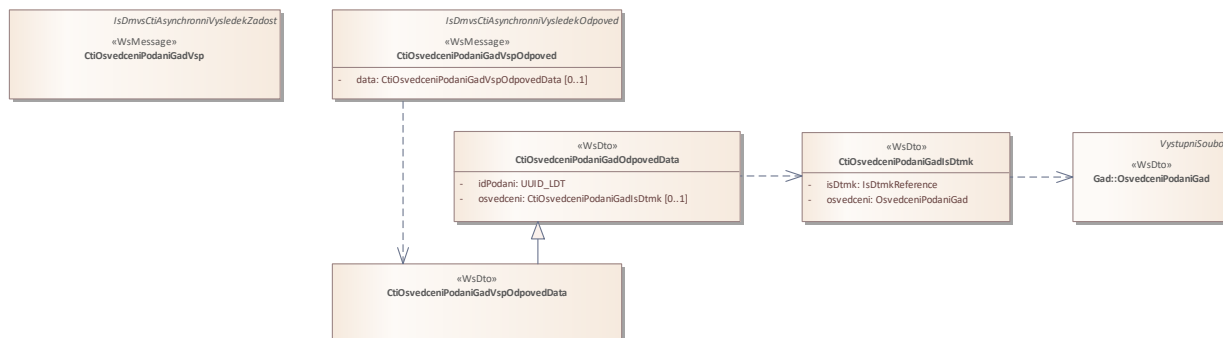 IsDmvsCtiAsynchronniVysledekZadost
«WsMessage»
CtiOsvedceniPodaniGadVsp
IsDmvsCtiAsynchronniVysledekOdpoved
«WsMessage»
CtiOsvedceniPodaniGadVspOdpoved
- data: CtiOsvedceniPodaniGadVspOdpovedData [0..1]
«WsDto»
CtiOsvedceniPodaniGadOdpovedData
- idPodani: UUID_LDT
- osvedceni: CtiOsvedceniPodaniGadIsDtmk [0..1]
«WsDto»
CtiOsvedceniPodaniGadIsDtmk
- isDtmk: IsDtmkReference
- osvedceni: OsvedceniPodaniGad
VystupniSoubo
«WsDto»
Gad::OsvedceniPodaniGad
«WsDto»
CtiOsvedceniPodaniGadVspOdpovedData